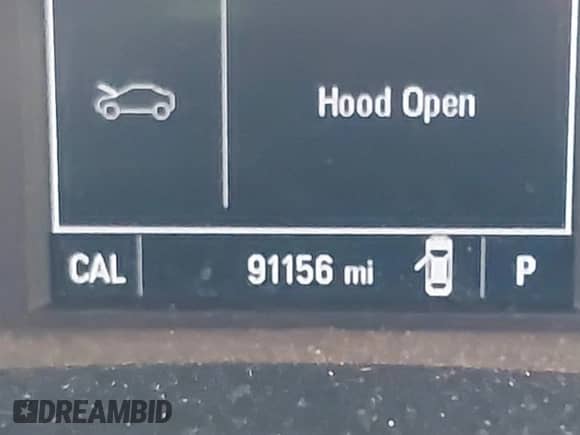 Hood Open
CAL 91156 mi P
DREAMBID